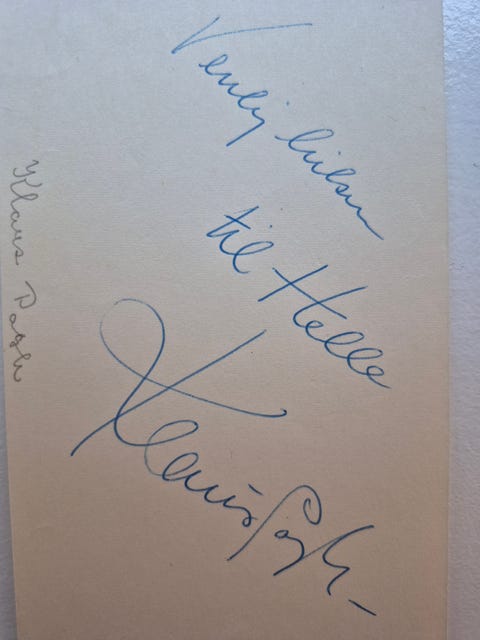 Venlig hilsen
til Helle
Klaus Pagh
Klaus Pagh